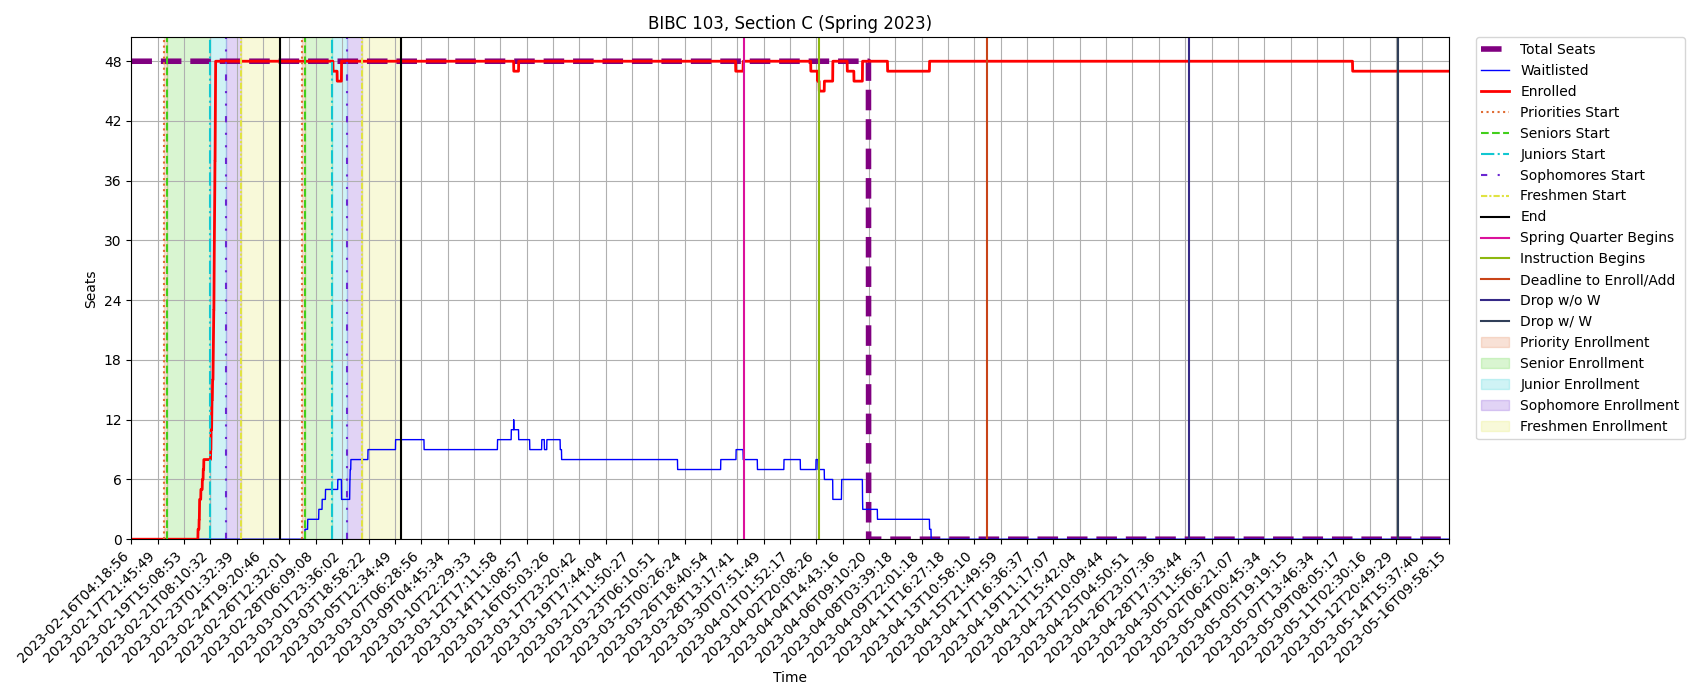 BIBC 103, Section C (Spring 2023)
Seats
48
42
36
30
24
18
12
6
0
2023-02-16T04:18:56
2023-02-17T21:45:49
2023-02-19T15:08:53
2023-02-21T08:10:32
2023-02-23T01:32:39
2023-02-24T19:20:46
2023-02-26T12:32:01
2023-02-28T06:09:08
2023-03-01T23:36:02
2023-03-03T18:58:22
2023-03-05T12:34:49
2023-03-07T06:28:56
2023-03-09T04:45:34
2023-03-10T22:29:33
2023-03-12T17:11:58
2023-03-14T11:08:57
2023-03-16T05:03:26
2023-03-17T23:20:42
2023-03-19T17:44:04
2023-03-21T11:50:27
2023-03-23T06:10:51
2023-03-25T00:26:24
2023-03-26T18:40:54
2023-03-28T13:17:41
2023-03-30T07:51:49
2023-04-01T01:52:17
2023-04-02T20:08:26
2023-04-04T14:43:16
2023-04-06T09:10:20
2023-04-08T03:39:18
2023-04-09T22:01:18
2023-04-11T16:27:18
2023-04-13T10:58:10
2023-04-15T21:49:59
2023-04-17T16:36:37
2023-04-19T11:17:07
2023-04-21T15:42:04
2023-04-23T10:09:44
2023-04-25T04:50:51
2023-04-26T23:07:36
2023-04-28T17:33:44
2023-04-30T11:56:37
2023-05-02T06:21:07
2023-05-04T00:45:34
2023-05-05T19:19:15
2023-05-07T13:46:34
2023-05-09T08:05:17
2023-05-11T02:30:16
2023-05-12T20:49:29
2023-05-14T15:37:40
2023-05-16T09:58:15
Time
Total Seats
Waitlisted
Enrolled
Priorities Start
Seniors Start
Juniors Start
Sophomores Start
Freshmen Start
End
Spring Quarter Begins
Instruction Begins
Deadline to Enroll/Add
Drop w/o W
Drop w/ W
Priority Enrollment
Senior Enrollment
Junior Enrollment
Sophomore Enrollment
Freshmen Enrollment